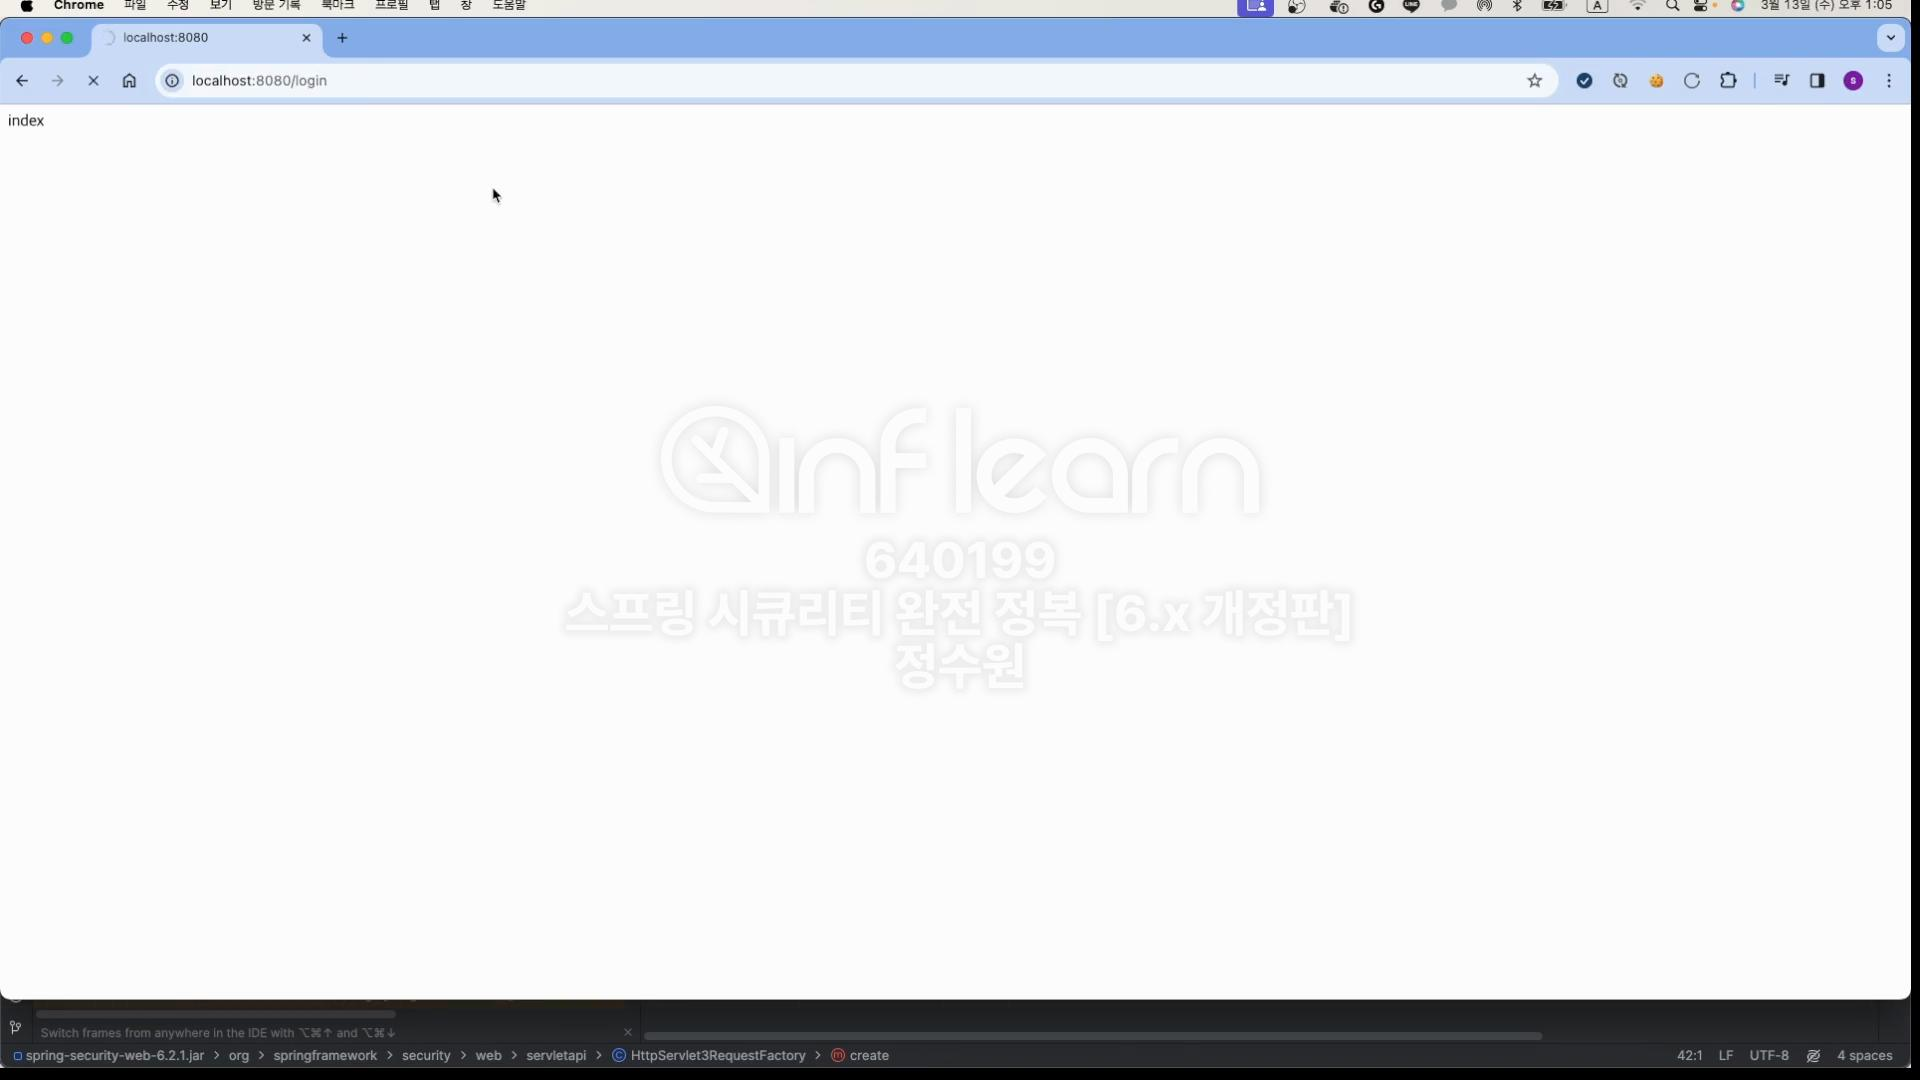 Chrome 파일 수정 보기 방문 기록 북마크 프로필 탭 창 도움말 A 3월 13일 (수) 오후 1:05
localhost:8080
localhost:8080/login
index
inflearn
640199
스프링 시큐리티 완전 정복 [6.x 개정판]
정수원
Switch frames from anywhere in the IDE with ⌥⌘↑ and ⌥⌘↓
spring-security-web-6.2.1.jar > org > springframework > security > web > servletapi > HttpServlet3RequestFactory > create 42:1 LF UTF-8 4 spaces